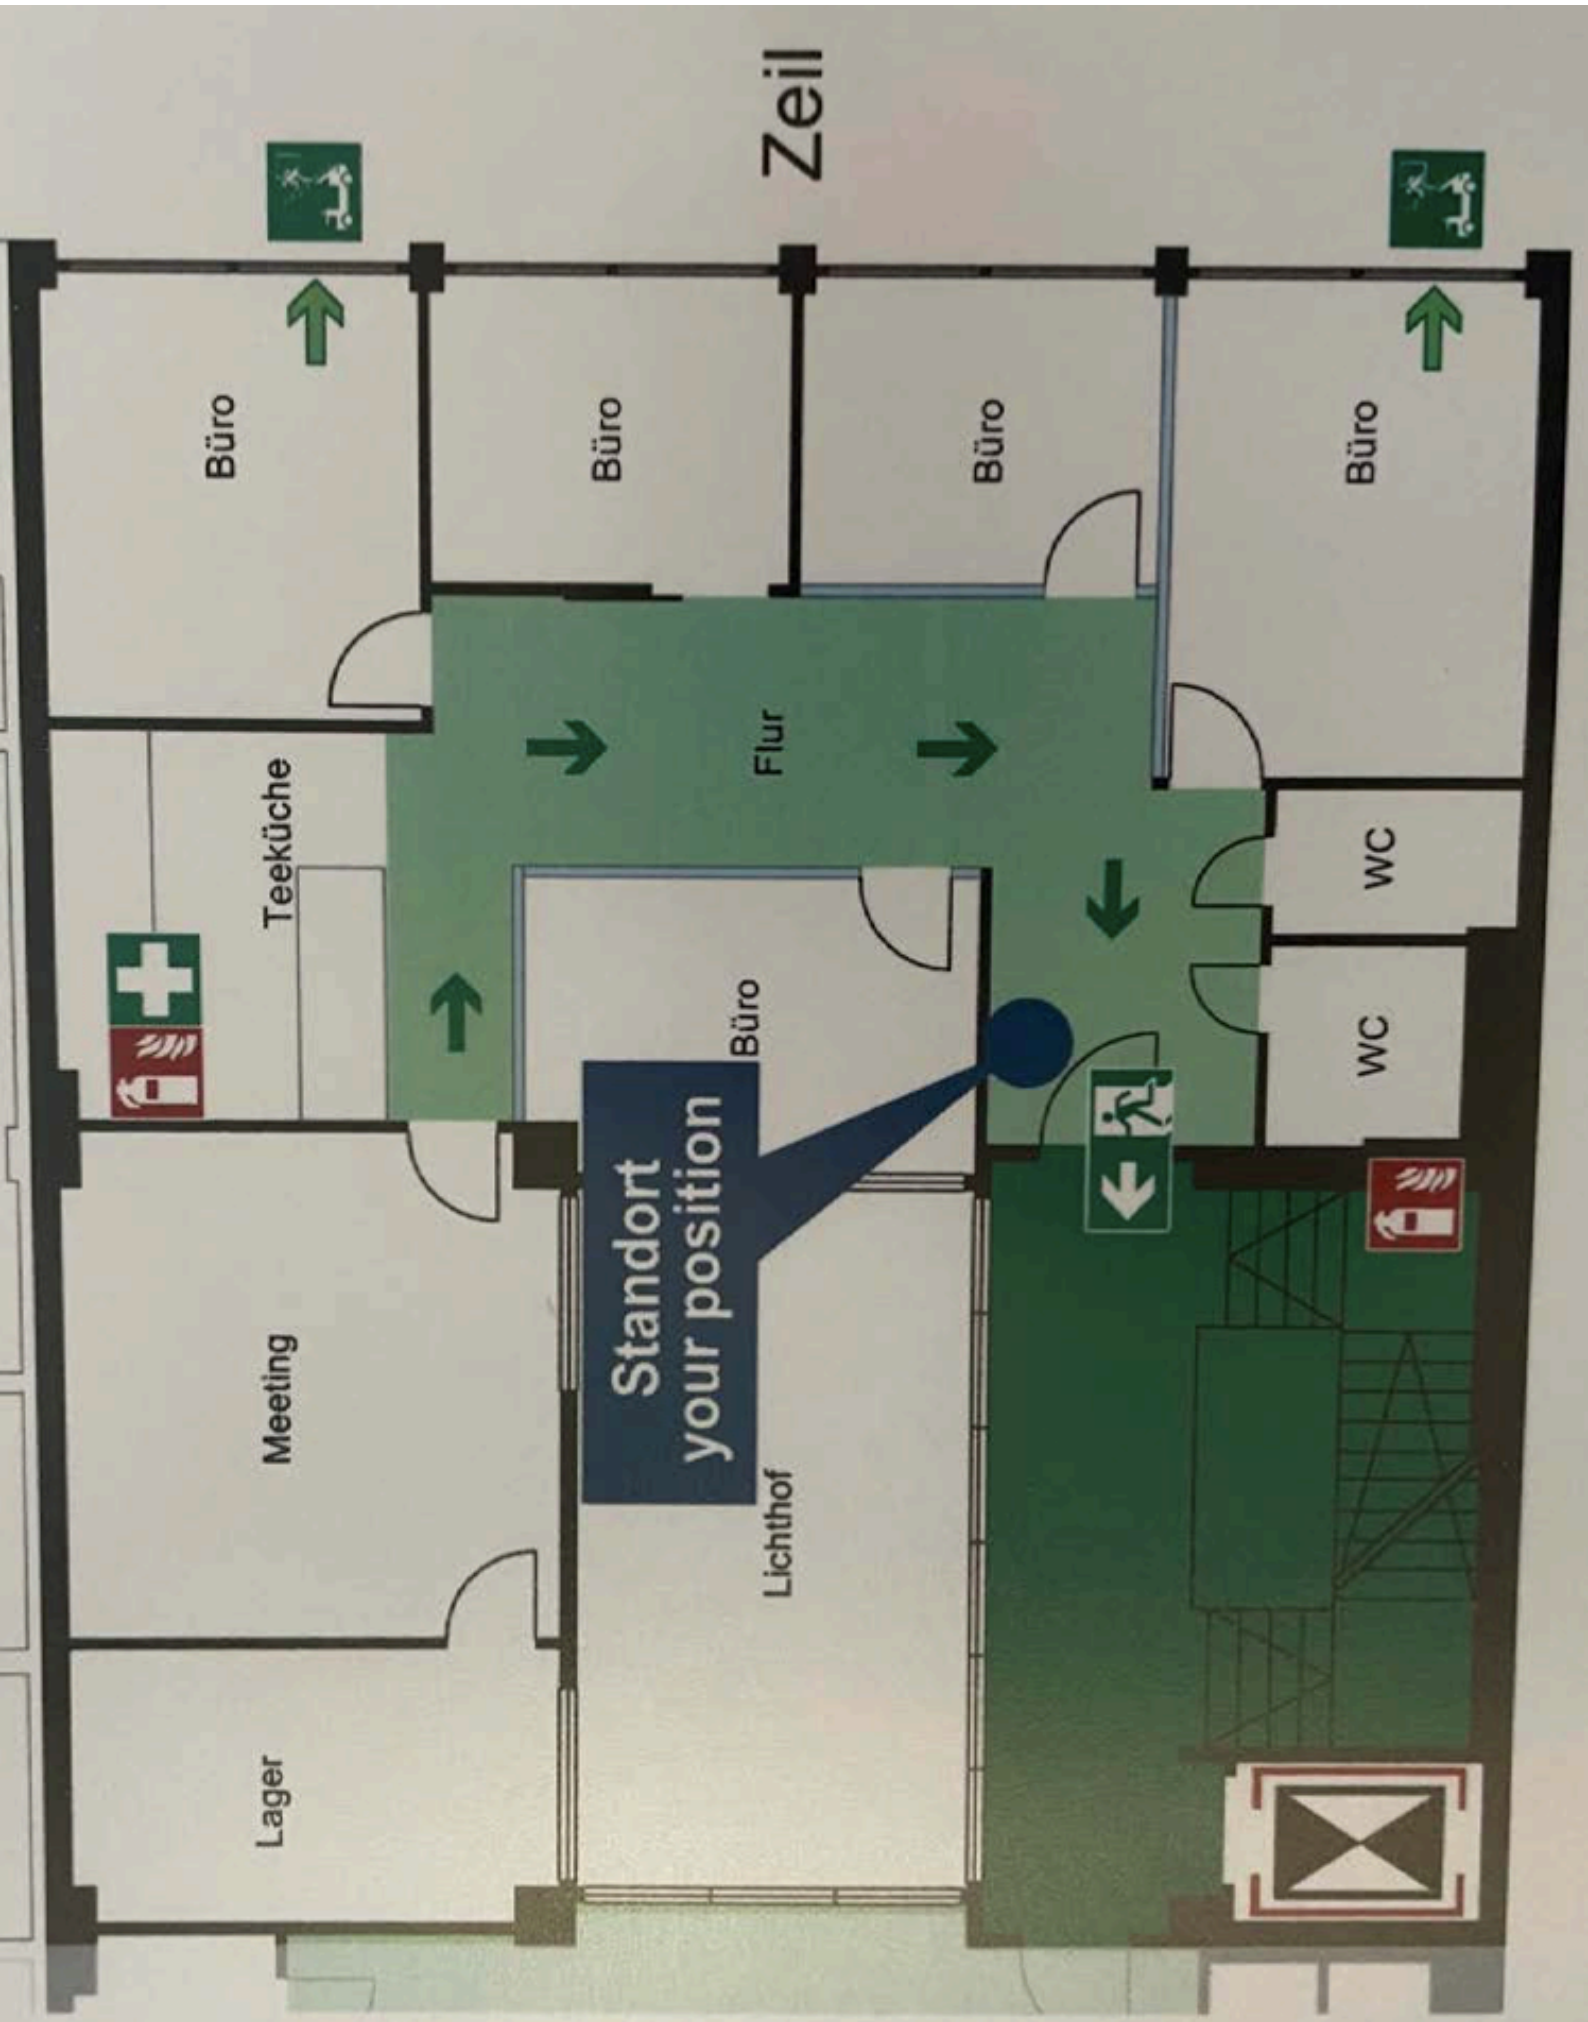 Zeil
Büro
Büro
Büro
Büro
Teeküche
Flur
WC
WC
Büro
Standort
your position
Meeting
Lichthof
Lager